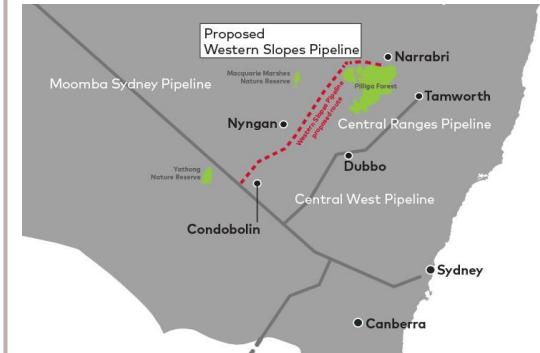 Proposed
Western Slopes Pipeline
Narrabri
Macquarie Marshes
Nature Reserve
Moomba Sydney Pipeline
Pilliga Forest
Tamworth
Western Slopes Pipeline
proposed route
Nyngan
Central Ranges Pipeline
Dubbo
Yathong
Nature Reserve
Central West Pipeline
Condobolin
Sydney
Canberra